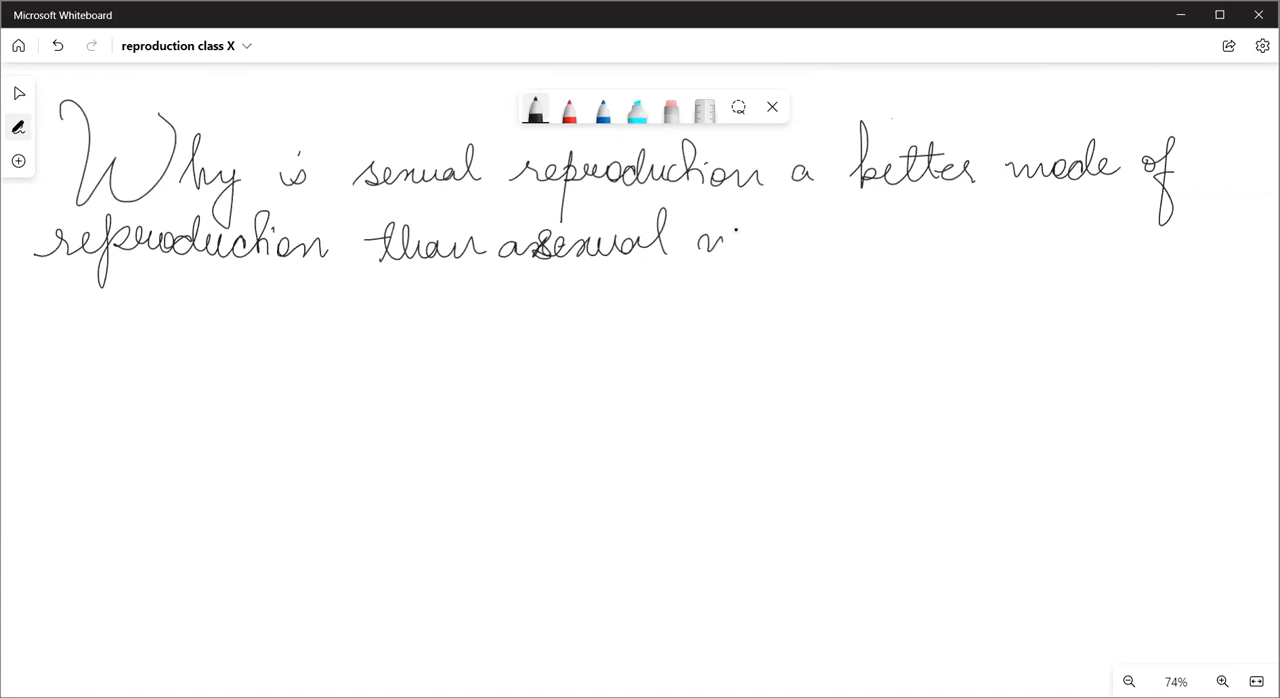 Microsoft Whiteboard
reproduction class X
Why is sexual reproduction a better mode of
reproduction than asexual
74%